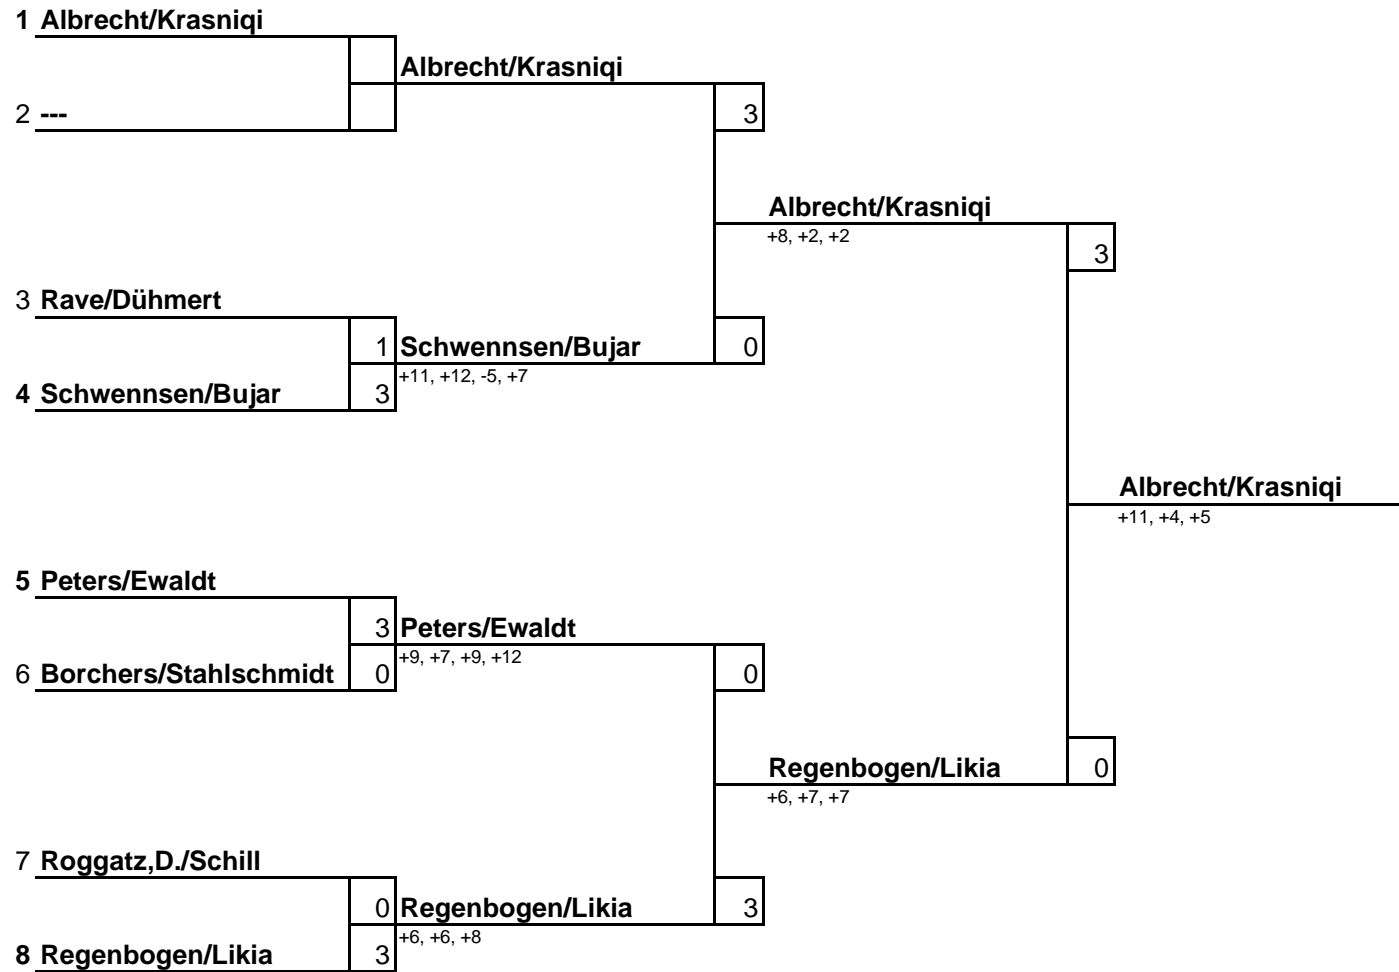 1 Albrecht/Krasniqi
Albrecht/Krasniqi
2 ---
3
Albrecht/Krasniqi
+8, +2, +2
3
3 Rave/Dühmert
1 Schwennsen/Bujar
0
+11, +12, -5, +7
4 Schwennsen/Bujar
3
Albrecht/Krasniqi
+11, +4, +5
5 Peters/Ewaldt
3 Peters/Ewaldt
+9, +7, +9, +12
6 Borchers/Stahlschmidt
0
0
Regenbogen/Likia
0
+6, +7, +7
7 Roggatz,D./Schill
0 Regenbogen/Likia
3
+6, +6, +8
8 Regenbogen/Likia
3